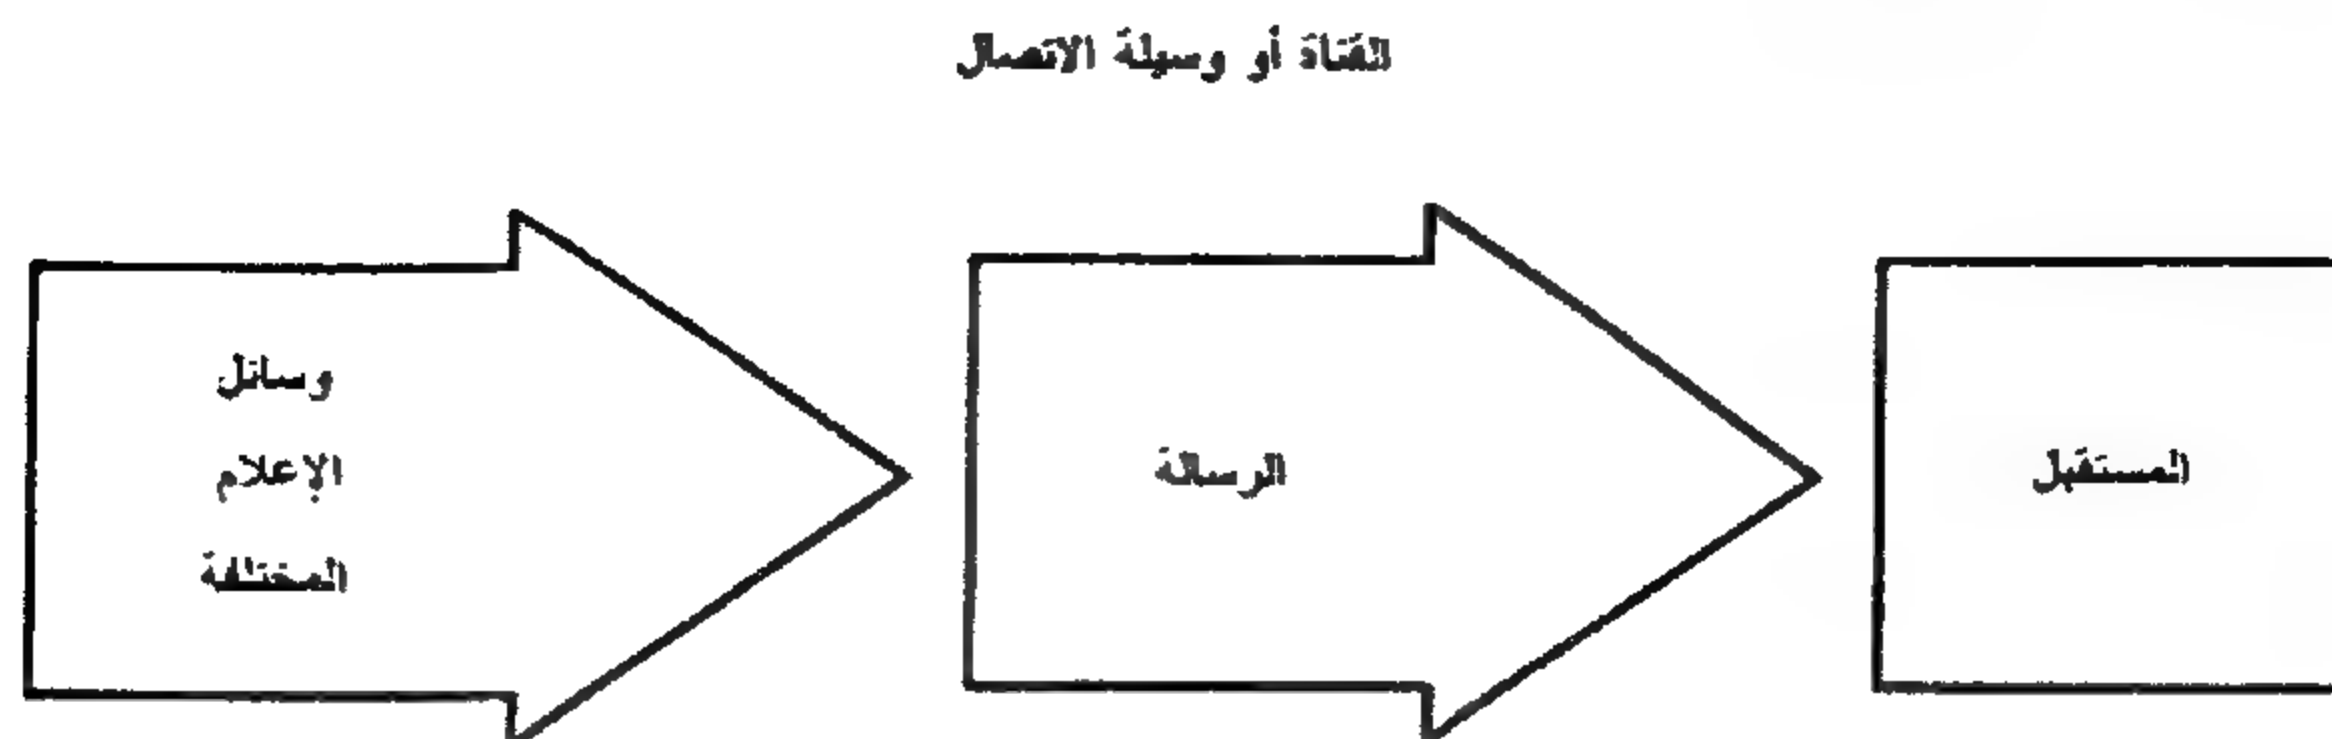 القناة أو وسيلة الاتصال
وسائل
الإعلام
المختلفة
الرسالة
المستقبل